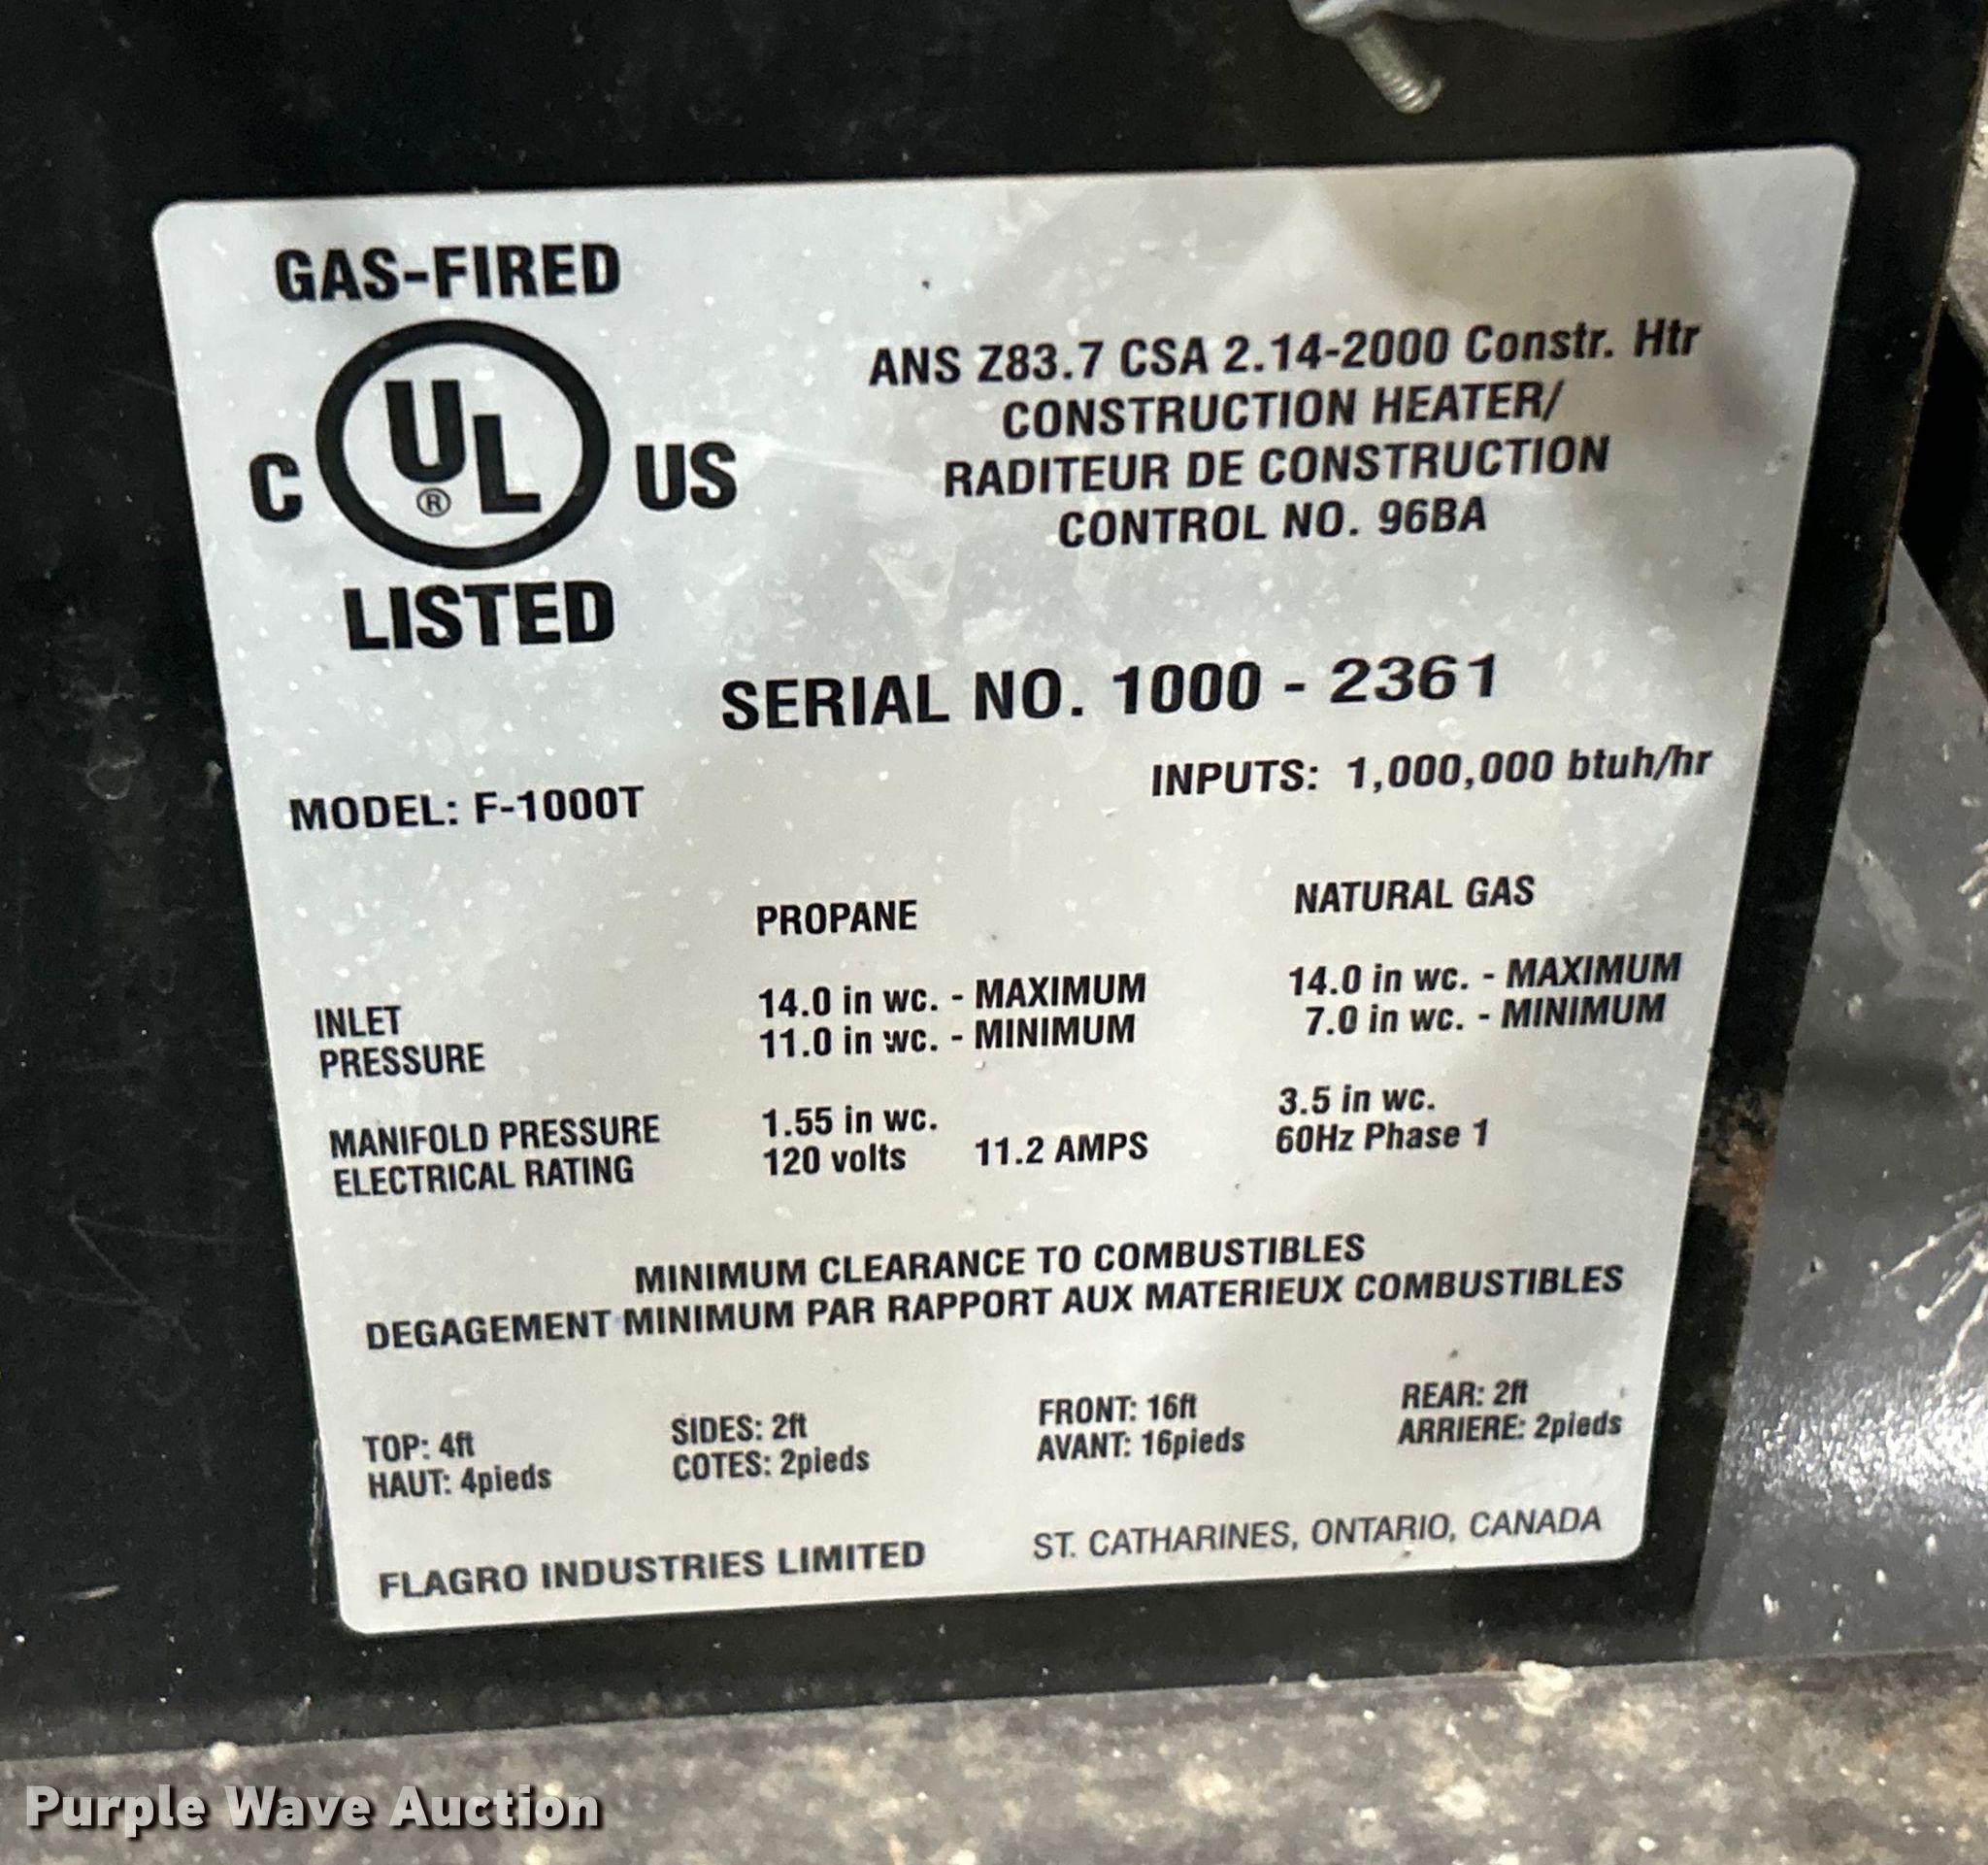 GAS-FIRED
C UL® US
LISTED
ANS Z83.7 CSA 2.14-2000 Constr. Htr
CONSTRUCTION HEATER/
RADITEUR DE CONSTRUCTION
CONTROL NO. 96BA
SERIAL NO. 1000 - 2361
MODEL: F-1000T
INPUTS: 1,000,000 btuh/hr
PROPANE NATURAL GAS
INLET PRESSURE
14.0 in wc. - MAXIMUM 14.0 in wc. - MAXIMUM
11.0 in wc. - MINIMUM 7.0 in wc. - MINIMUM
MANIFOLD PRESSURE 1.55 in wc. 3.5 in wc.
ELECTRICAL RATING 120 volts 11.2 AMPS 60Hz Phase 1
MINIMUM CLEARANCE TO COMBUSTIBLES
DEGAGEMENT MINIMUM PAR RAPPORT AUX MATERIEUX COMBUSTIBLES
TOP: 4ft SIDES: 2ft FRONT: 16ft REAR: 2ft
HAUT: 4pieds COTES: 2pieds AVANT: 16pieds ARRIERE: 2pieds
FLAGRO INDUSTRIES LIMITED ST. CATHARINES, ONTARIO, CANADA
Purple Wave Auction